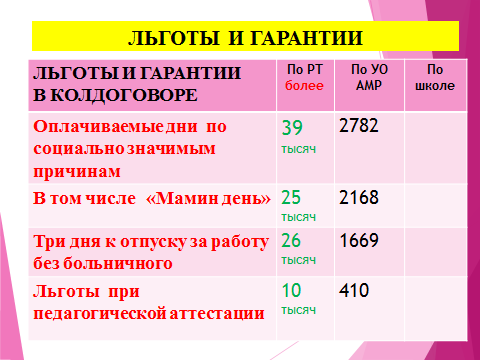 ЛЬГОТЫ И ГАРАНТИИ
ЛЬГОТЫ И ГАРАНТИИ
В КОЛДОГОВОРЕ
По РТ
более
По УО
АМР
По
школе
Оплачиваемые дни по
социально значимым
причинам
39
тысяч
2782
В том числе «Мамин день»
25
тысяч
2168
Три дня к отпуску за работу
без больничного
26
тысяч
1669
Льготы при
педагогической аттестации
10
тысяч
410